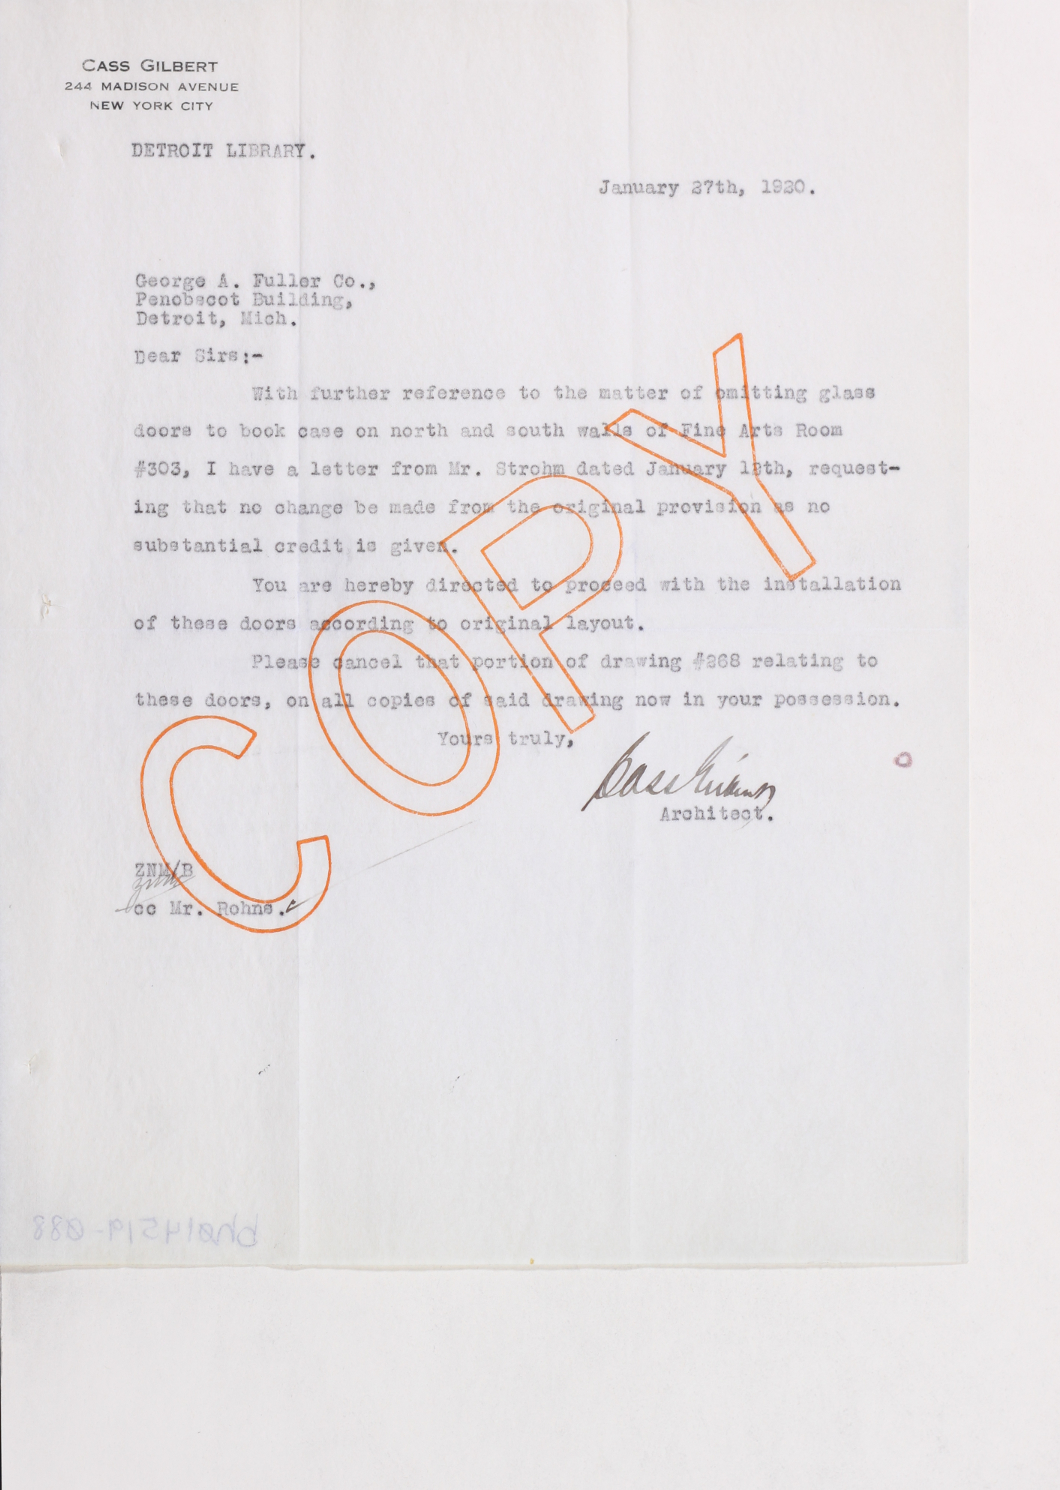 CASS GILBERT
244 MADISON AVENUE
NEW YORK CITY
DETROIT LIBRARY.
January 27th, 1920.
George A. Fuller Co.,
Penobscot Building,
Detroit, Mich.
Dear Sirs:-
With further reference to the matter of omitting glass
doors to book case on north and south walls of Fine Arts Room
#303, I have a letter from Mr. Strohm dated January 19th, request-
ing that no change be made from the original provision as no
substantial credit is given.
You are hereby directed to proceed with the installation
of these doors according to original layout.
Please cancel that portion of drawing #268 relating to
these doors, on all copies of said drawing now in your possession.
Yours truly,
Cass Gilbert
Architect.
ZNM/B
znm
cc Mr. Rohne.
COPY
bha14519-088